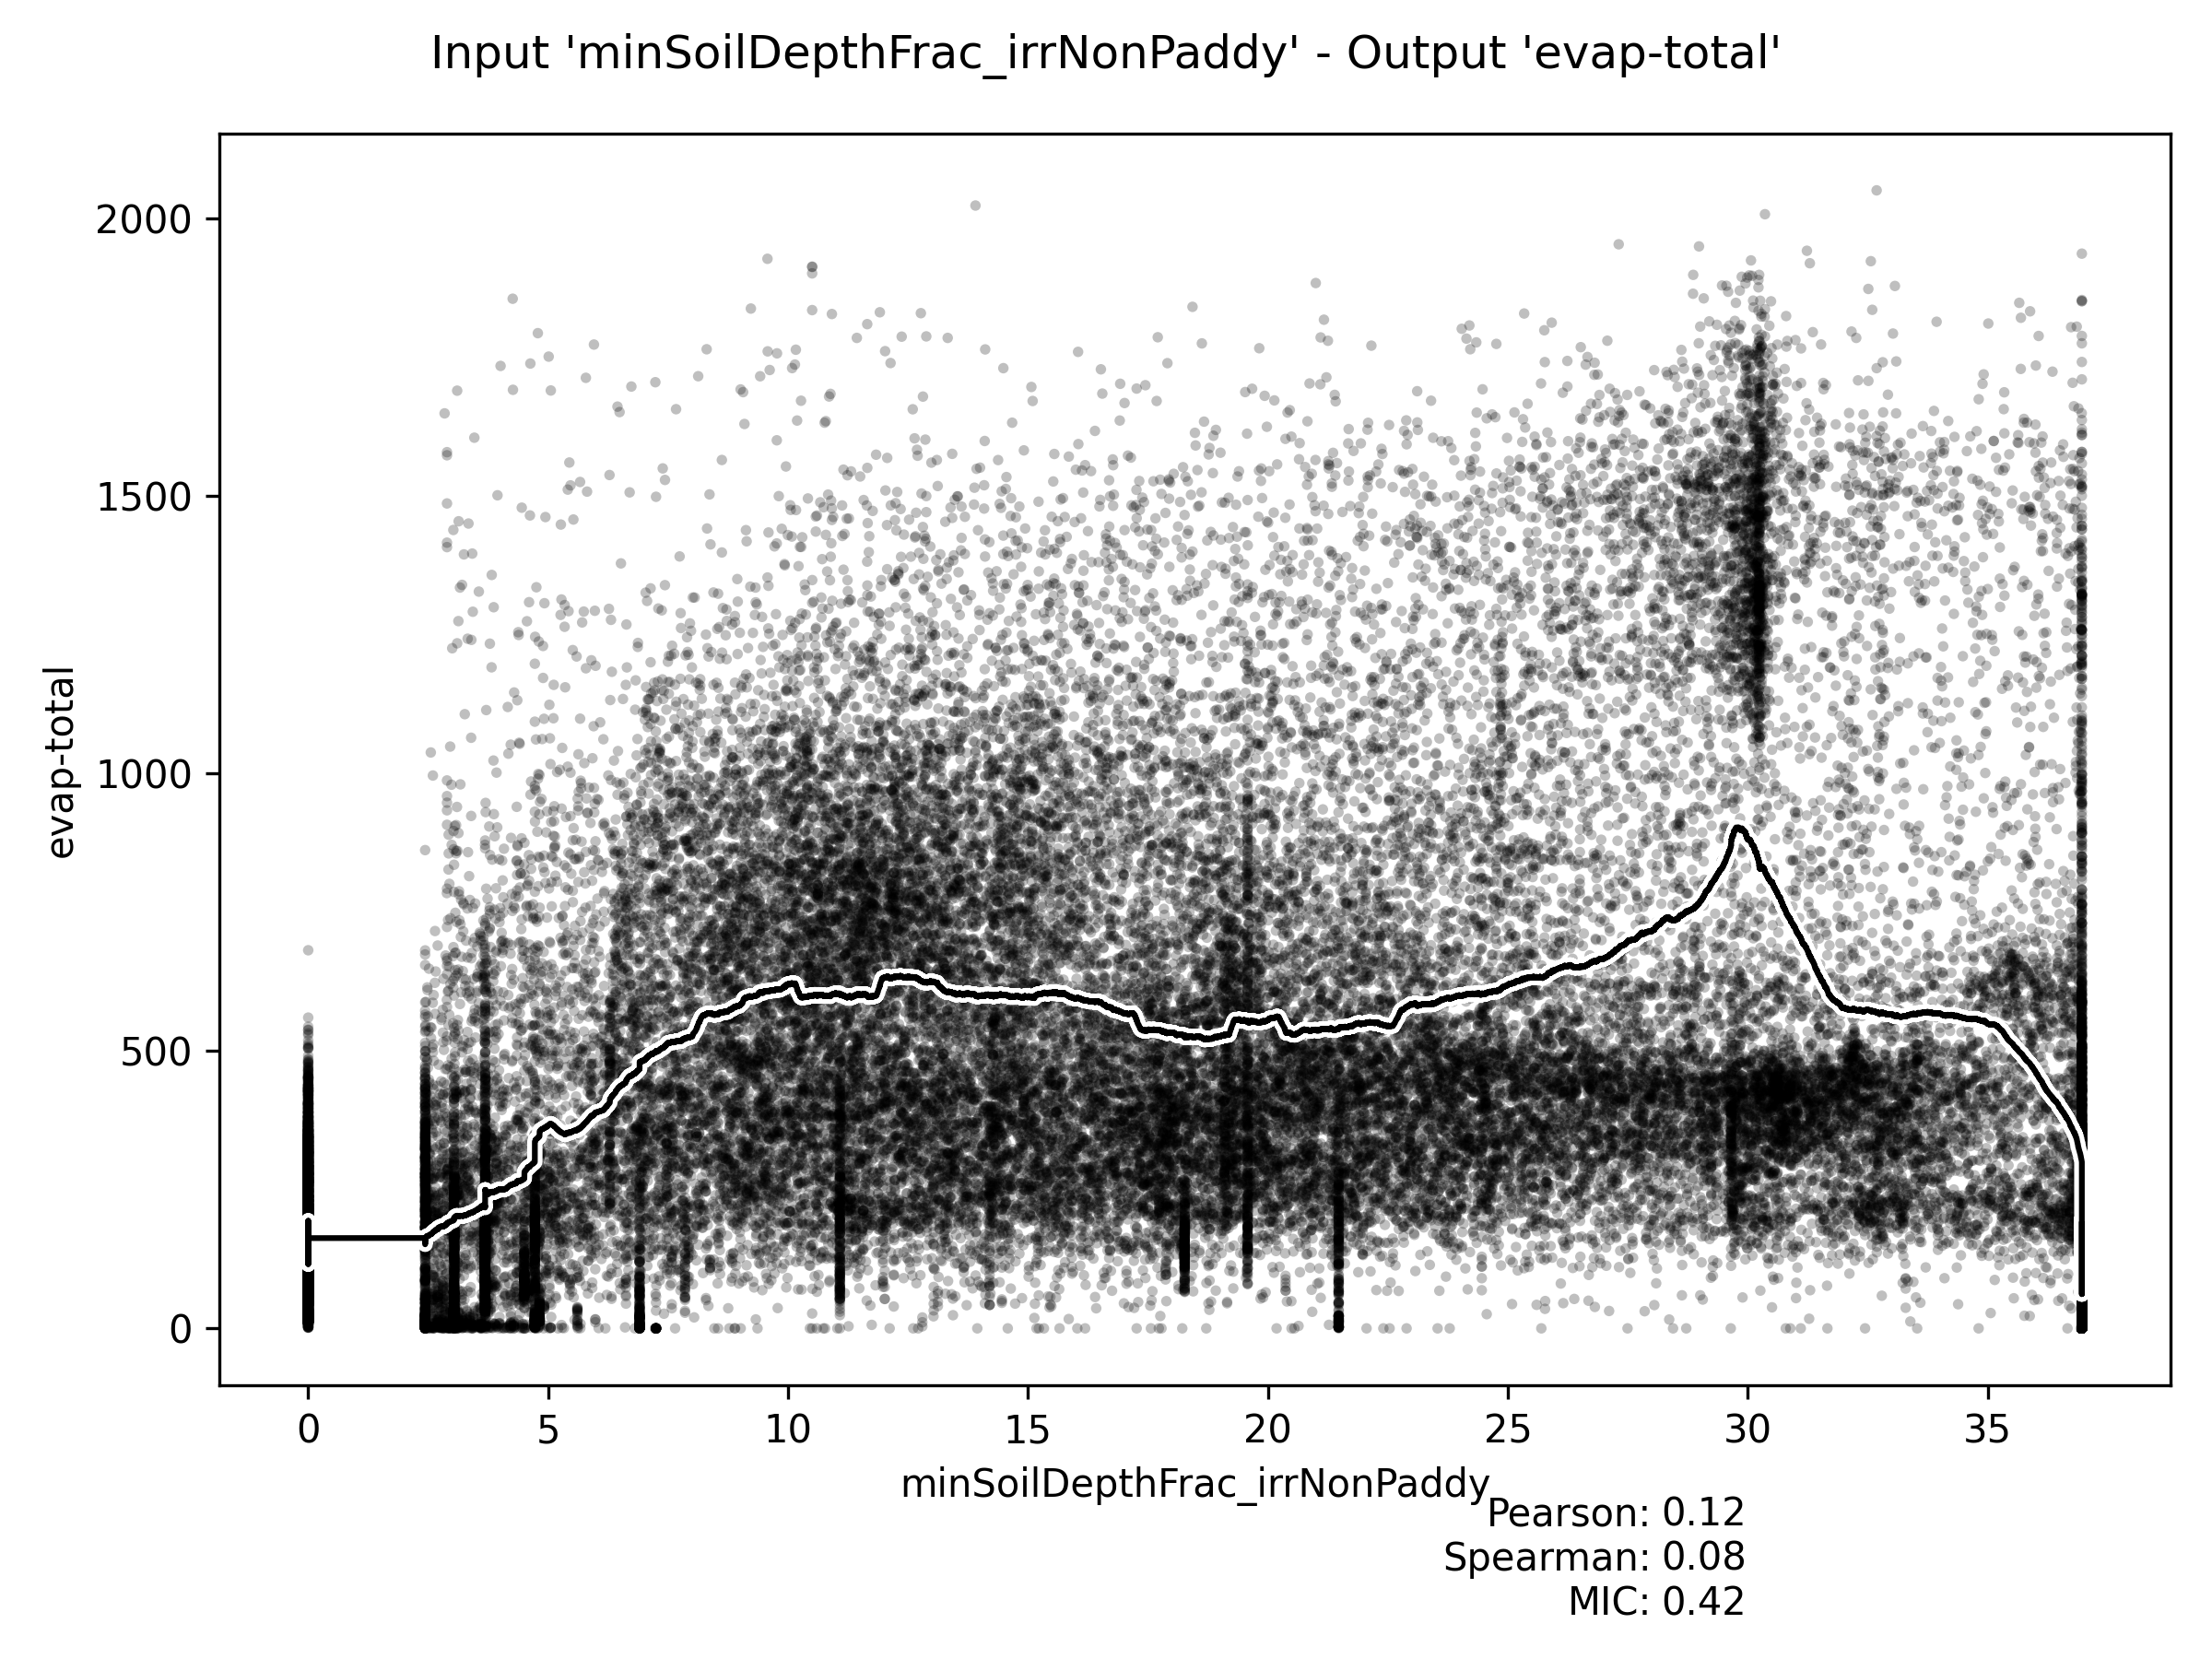 Input 'minSoilDepthFrac_irrNonPaddy' - Output 'evap-total'
2000
1500
1000
500
0
evap-total
0 5 10 15 20 25 30 35
minSoilDepthFrac_irrNonPaddy
Pearson: 0.12
Spearman: 0.08
MIC: 0.42